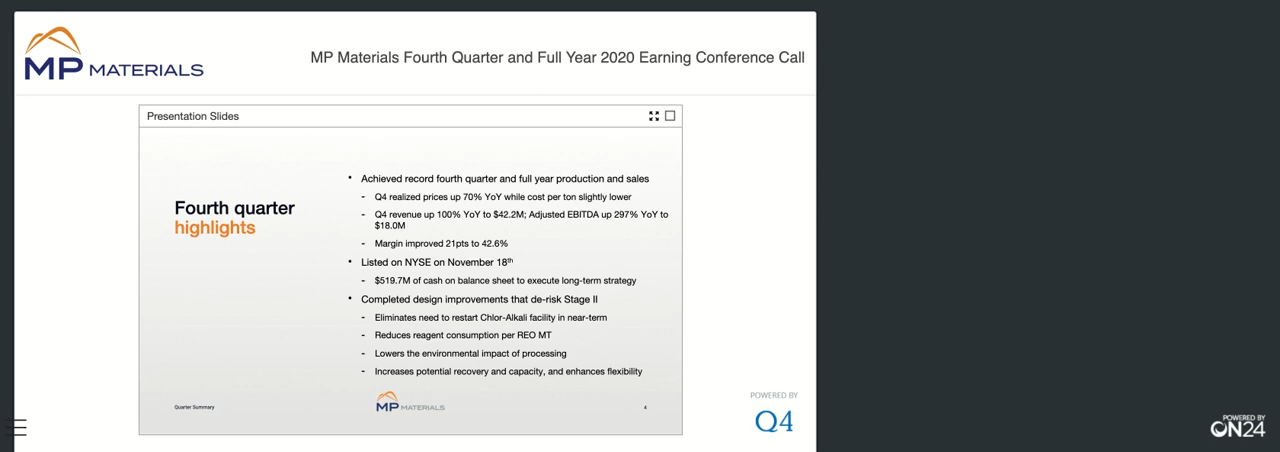 MP MATERIALS
MP Materials Fourth Quarter and Full Year 2020 Earning Conference Call
Presentation Slides
Fourth quarter
highlights
• Achieved record fourth quarter and full year production and sales
- Q4 realized prices up 70% YoY while cost per ton slightly lower
- Q4 revenue up 100% YoY to $42.2M; Adjusted EBITDA up 297% YoY to
$18.0M
- Margin improved 21pts to 42.6%
• Listed on NYSE on November 18th
- $519.7M of cash on balance sheet to execute long-term strategy
• Completed design improvements that de-risk Stage II
- Eliminates need to restart Chlor-Alkali facility in near-term
- Reduces reagent consumption per REO MT
- Lowers the environmental impact of processing
- Increases potential recovery and capacity, and enhances flexibility
Quarter Summary
MP MATERIALS
4
POWERED BY
Q4
POWERED BY
ON24